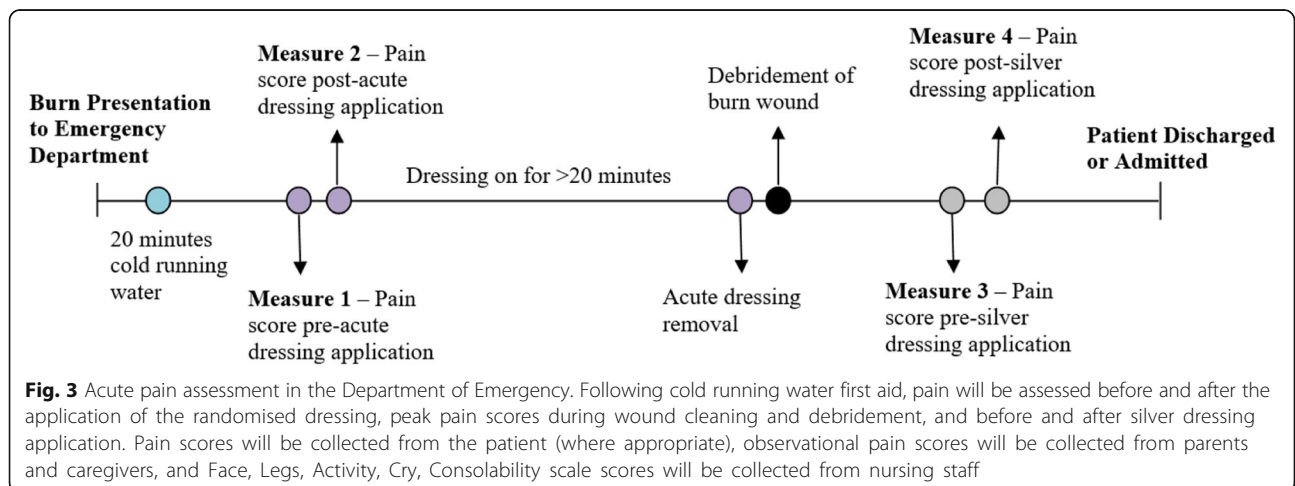 Measure 2 – Pain
score post-acute
dressing application
Measure 4 – Pain
score post-silver
dressing application
Debridement of
burn wound
Burn Presentation
to Emergency
Department
Patient Discharged
or Admitted
Dressing on for >20 minutes
20 minutes
cold running
water
Measure 1 – Pain
score pre-acute
dressing application
Acute dressing
removal
Measure 3 – Pain
score pre-silver
dressing application
Fig. 3 Acute pain assessment in the Department of Emergency. Following cold running water first aid, pain will be assessed before and after the
application of the randomised dressing, peak pain scores during wound cleaning and debridement, and before and after silver dressing
application. Pain scores will be collected from the patient (where appropriate), observational pain scores will be collected from parents
and caregivers, and Face, Legs, Activity, Cry, Consolability scale scores will be collected from nursing staff